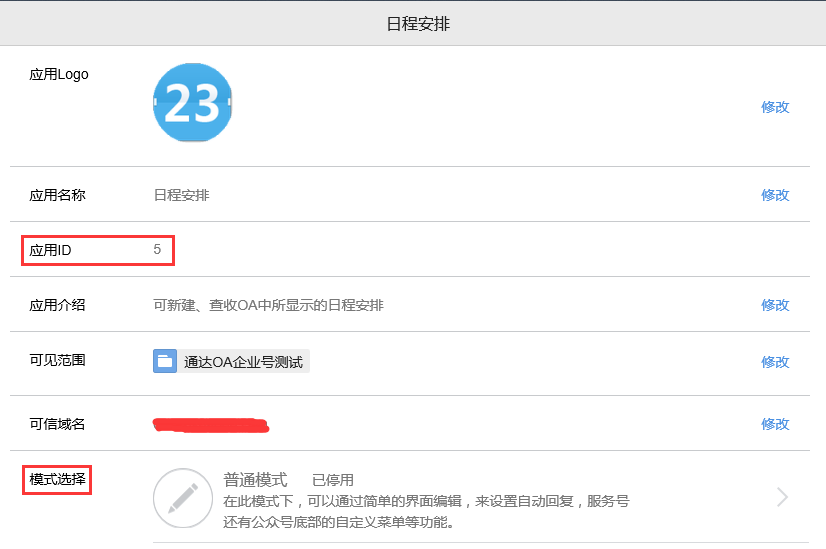 日程安排
应用Logo
23
修改
应用名称 日程安排 修改
应用ID 5
应用介绍 可新建、查收OA中所显示的日程安排 修改
可见范围 通达OA企业号测试 修改
可信域名 修改
模式选择 普通模式 已停用
在此模式下，可以通过简单的界面编辑，来设置自动回复，服务号
还有公众号底部的自定义菜单等功能。